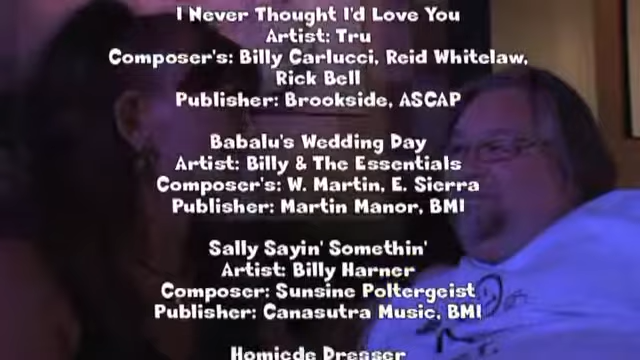 I Never Thought I'd Love You
Artist: Tru
Composer's: Billy Carlucci, Reid Whitelaw,
Rick Bell
Publisher: Brookside, ASCAP
Babalu's Wedding Day
Artist: Billy & The Essentials
Composer's: W. Martin, E. Sierra
Publisher: Martin Manor, BMI
Sally Sayin' Somethin'
Artist: Billy Harner
Composer: Sunsine Poltergeist
Publisher: Canasutra Music, BMI
Homicde Dresser